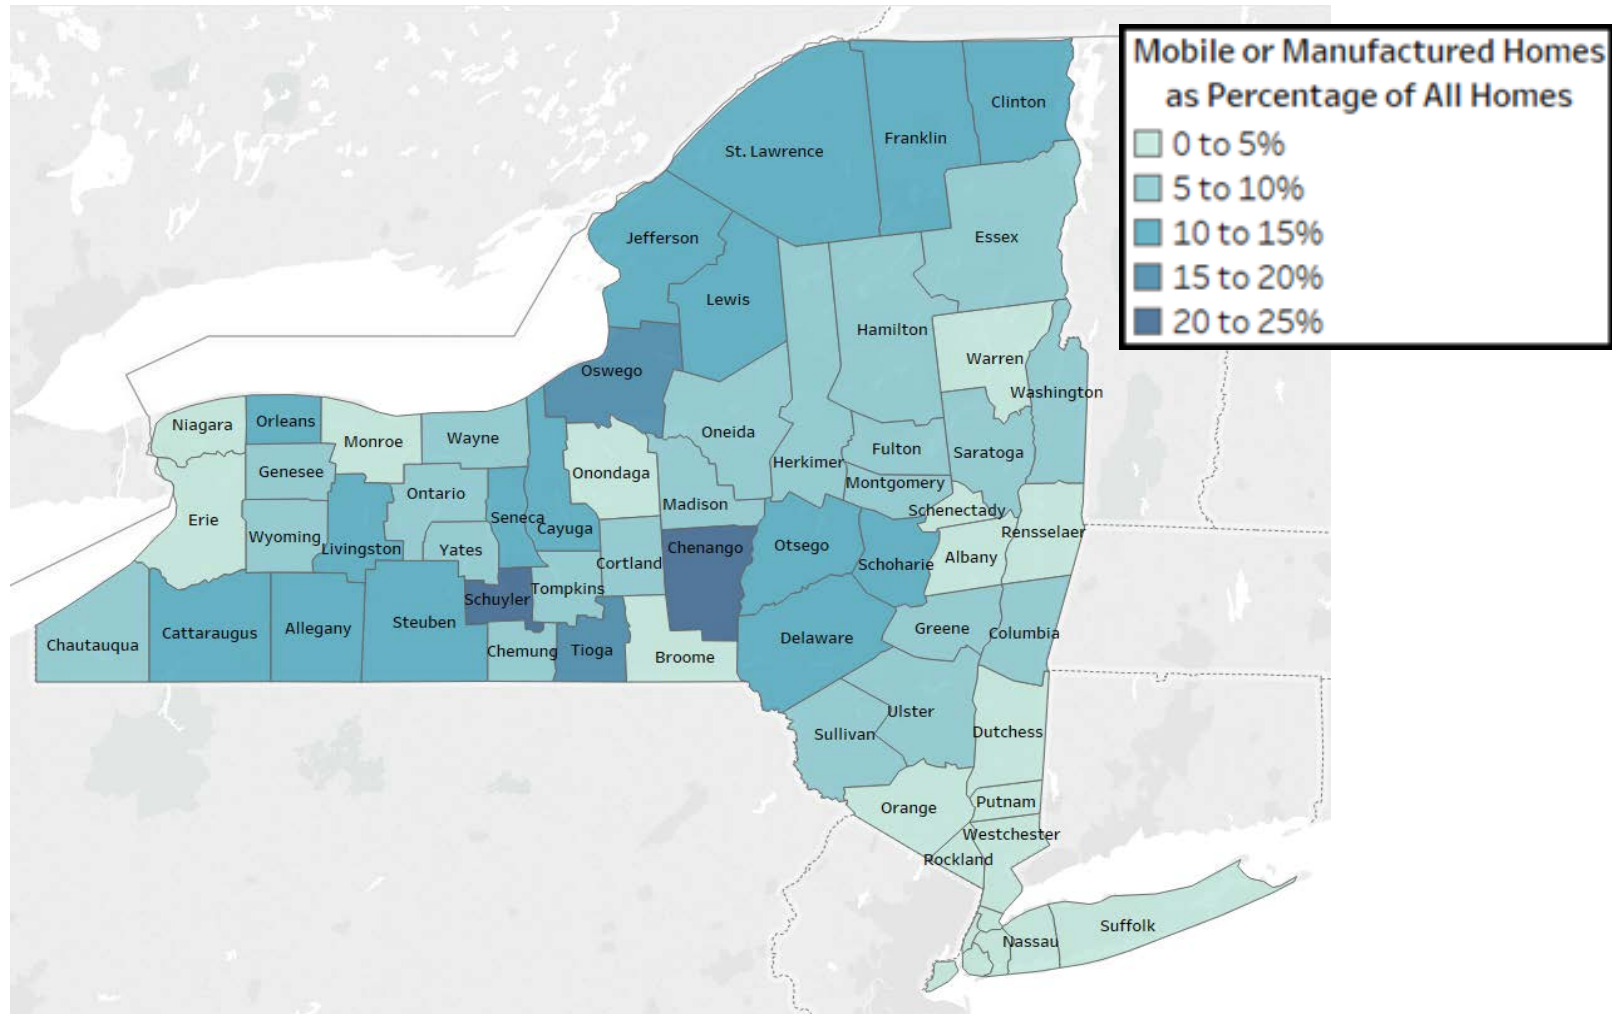 Mobile or Manufactured Homes
as Percentage of All Homes
0 to 5%
5 to 10%
10 to 15%
15 to 20%
20 to 25%
Clinton
Franklin
St. Lawrence
Jefferson
Essex
Lewis
Hamilton
Warren
Oswego
Washington
Niagara
Orleans
Monroe
Wayne
Oneida
Fulton
Saratoga
Herkimer
Genesee
Onondaga
Montgomery
Ontario
Madison
Schenectady
Erie
Seneca
Cayuga
Rensselaer
Wyoming
Livingston
Yates
Chenango
Otsego
Albany
Cortland
Schoharie
Tompkins
Schuyler
Steuben
Allegany
Cattaraugus
Chautauqua
Greene
Columbia
Delaware
Chemung
Tioga
Broome
Ulster
Sullivan
Dutchess
Orange
Putnam
Westchester
Rockland
Suffolk
Nassau